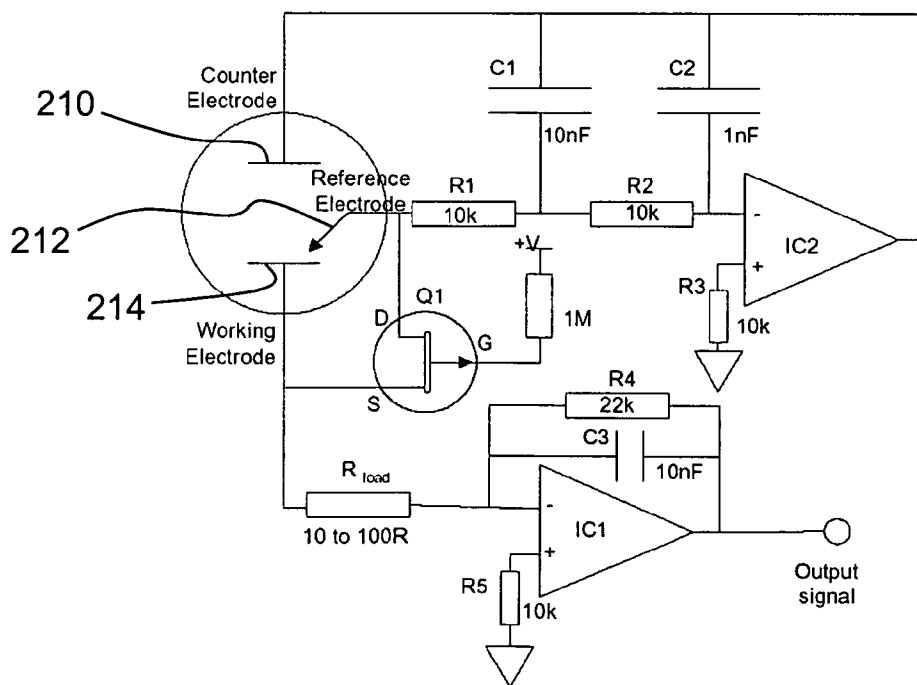 Counter
Electrode
210
C1
10nF
C2
1nF
Reference
Electrode
212
R1
10k
R2
10k
-
+
IC2
+V
R3
10k
214
Working
Electrode
Q1
D
G
S
1M
R4
22k
C3
10nF
R load
10 to 100R
-
+
IC1
R5
10k
Output
signal